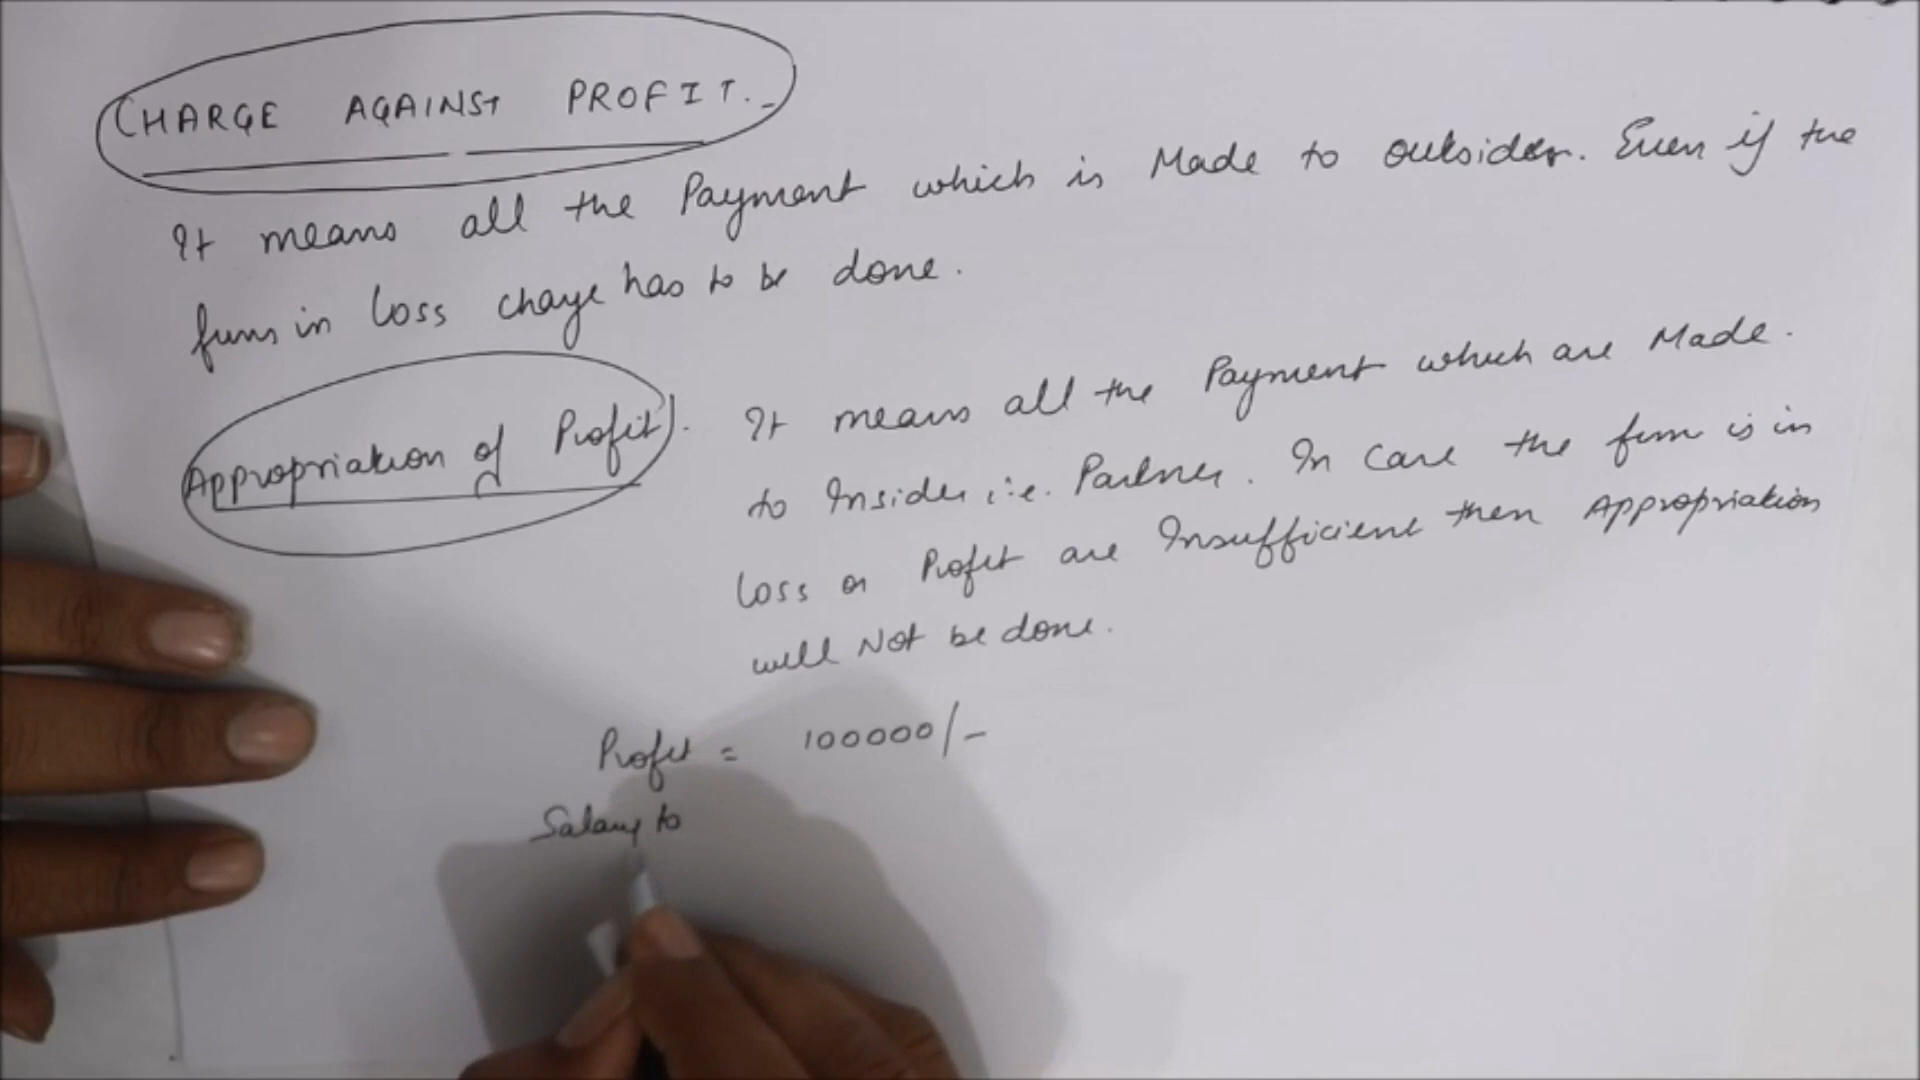 CHARGE AGAINST PROFIT.
It means all the Payment which is Made to outsider. Even if the
firm in loss charge has to be done.
Appropriation of Profit). It means all the Payment which are Made.
to Insider i.e. Partner. In Case the firm is in
loss or Profit are Insufficient then Appropriation
will Not be done.
Profit = 100000/-
Salary to